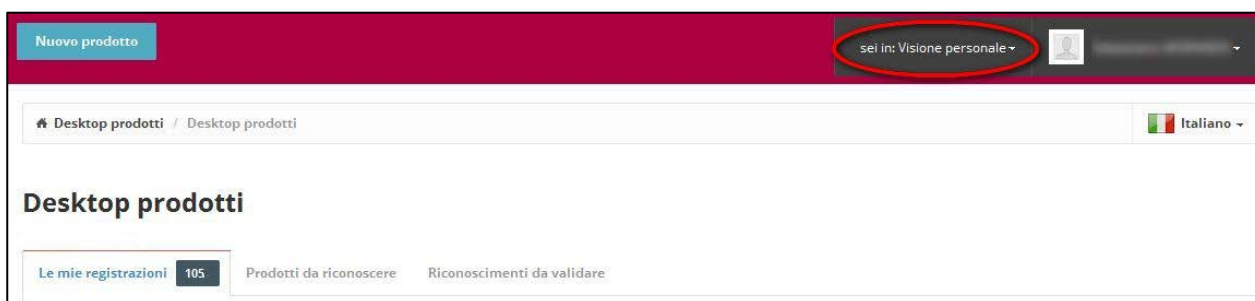 Nuovo prodotto
sei in: Visione personale
Desktop prodotti / Desktop prodotti
Italiano
Desktop prodotti
Le mie registrazioni 105 Prodotti da riconoscere Riconoscimenti da validare